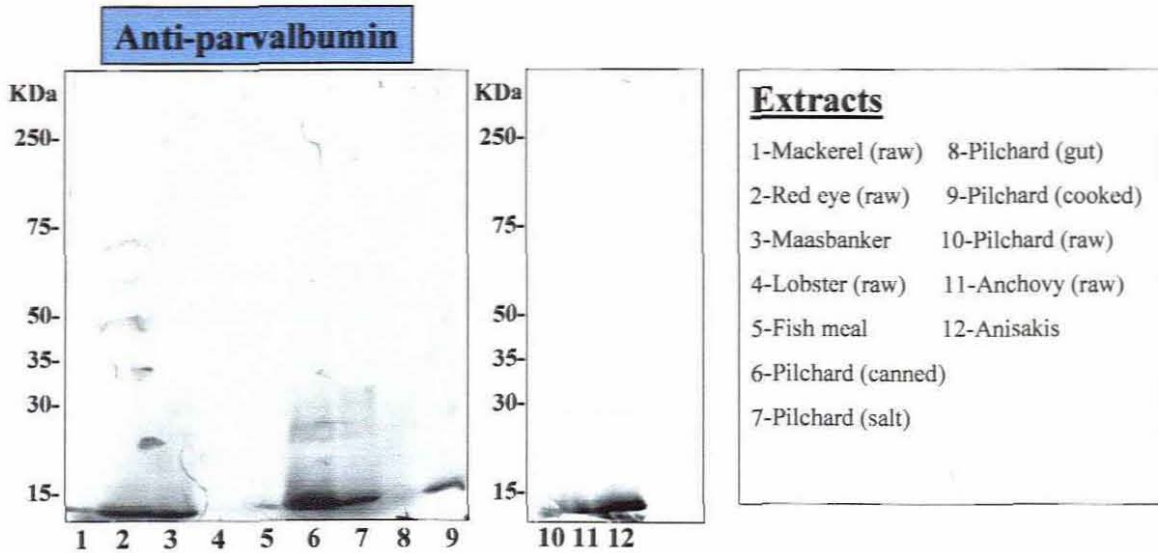 Anti-parvalbumin
KDa
250-
75-
50-
35-
30-
15-
1 2 3 4 5 6 7 8 9
KDa
250-
75-
50-
35-
30-
15-
10 11 12
Extracts
1-Mackerel (raw) 8-Pilchard (gut)
2-Red eye (raw) 9-Pilchard (cooked)
3-Maasbanker 10-Pilchard (raw)
4-Lobster (raw) 11-Anchovy (raw)
5-Fish meal 12-Anisakis
6-Pilchard (canned)
7-Pilchard (salt)